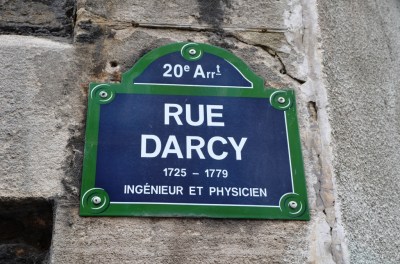 20e Arrt
RUE
DARCY
1725 – 1779
INGÉNIEUR ET PHYSICIEN